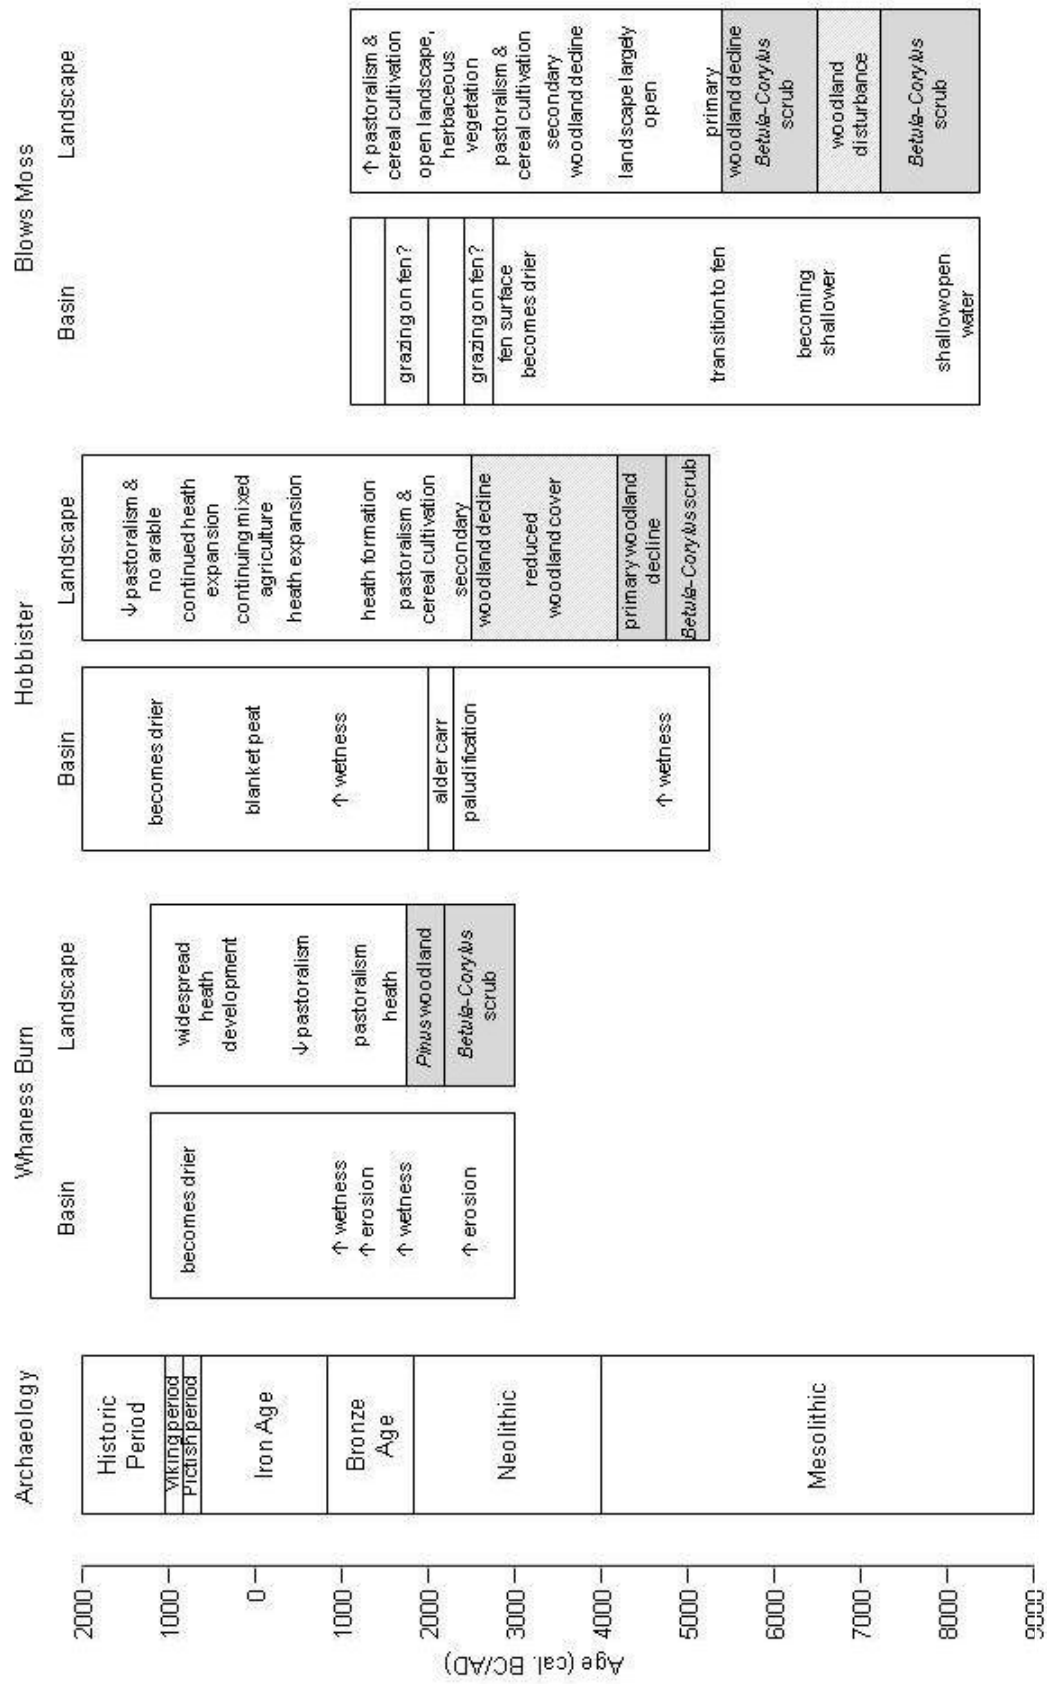 Archaeology
Whaness Burn
Hobbister
Blows Moss
Basin
Landscape
Basin
Landscape
Basin
Landscape
2000
1000
0
1000
2000
3000
4000
5000
6000
7000
8000
9000
Age (cal. BC/AD)
Historic
Period
Viking period
Pictish period
Iron Age
Bronze
Age
Neolithic
Mesolithic
becomes drier
↑ wetness
↑ erosion
↑ wetness
↑ erosion
widespread
heath
development
↓ pastoralism
pastoralism
heath
Pinus woodland
Betula-Corylus
scrub
becomes drier
blanket peat
↑ wetness
alder carr
paludification
↑ wetness
↓ pastoralism &
no arable
continued heath
expansion
continuing mixed
agriculture
heath expansion
heath formation
pastoralism &
cereal cultivation
secondary
woodland decline
reduced
woodland cover
primary woodland
decline
Betula-Corylus scrub
grazing on fen?
grazing on fen?
fen surface
becomes drier
transition to fen
becoming
shallower
shallow open
water
↑ pastoralism &
cereal cultivation
open landscape,
herbaceous
vegetation
pastoralism &
cereal cultivation
secondary
woodland decline
landscape largely
open
primary
woodland decline
Betula-Corylus
scrub
woodland
disturbance
Betula-Corylus
scrub